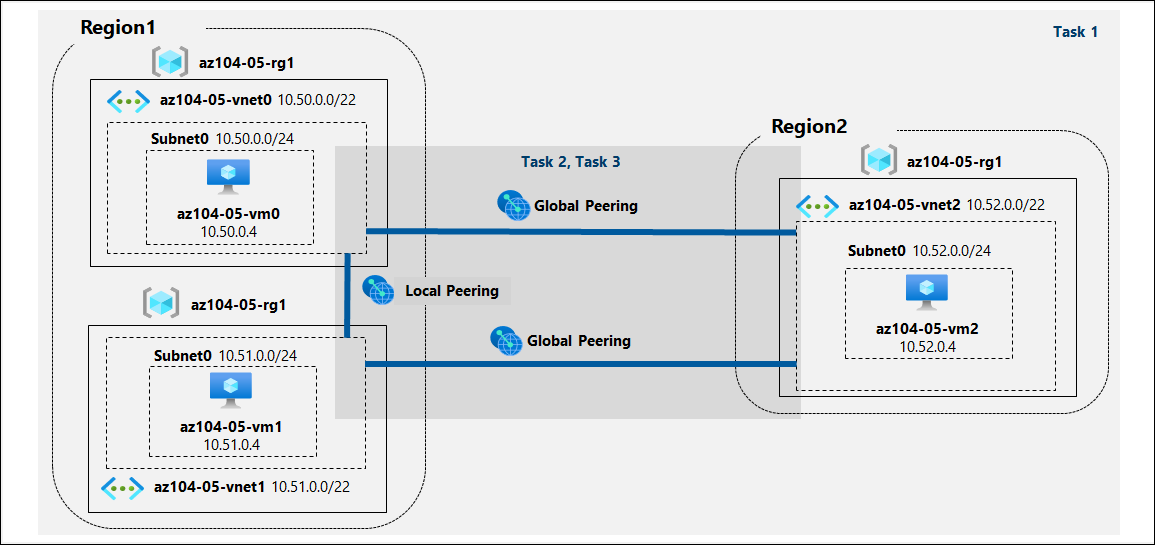 Region1
Task 1
az104-05-rg1
az104-05-vnet0 10.50.0.0/22
Subnet0 10.50.0.0/24
az104-05-vm0
10.50.0.4
Task 2, Task 3
Global Peering
Local Peering
Global Peering
az104-05-rg1
Subnet0 10.51.0.0/24
az104-05-vm1
10.51.0.4
az104-05-vnet1 10.51.0.0/22
Region2
az104-05-rg1
az104-05-vnet2 10.52.0.0/22
Subnet0 10.52.0.0/24
az104-05-vm2
10.52.0.4